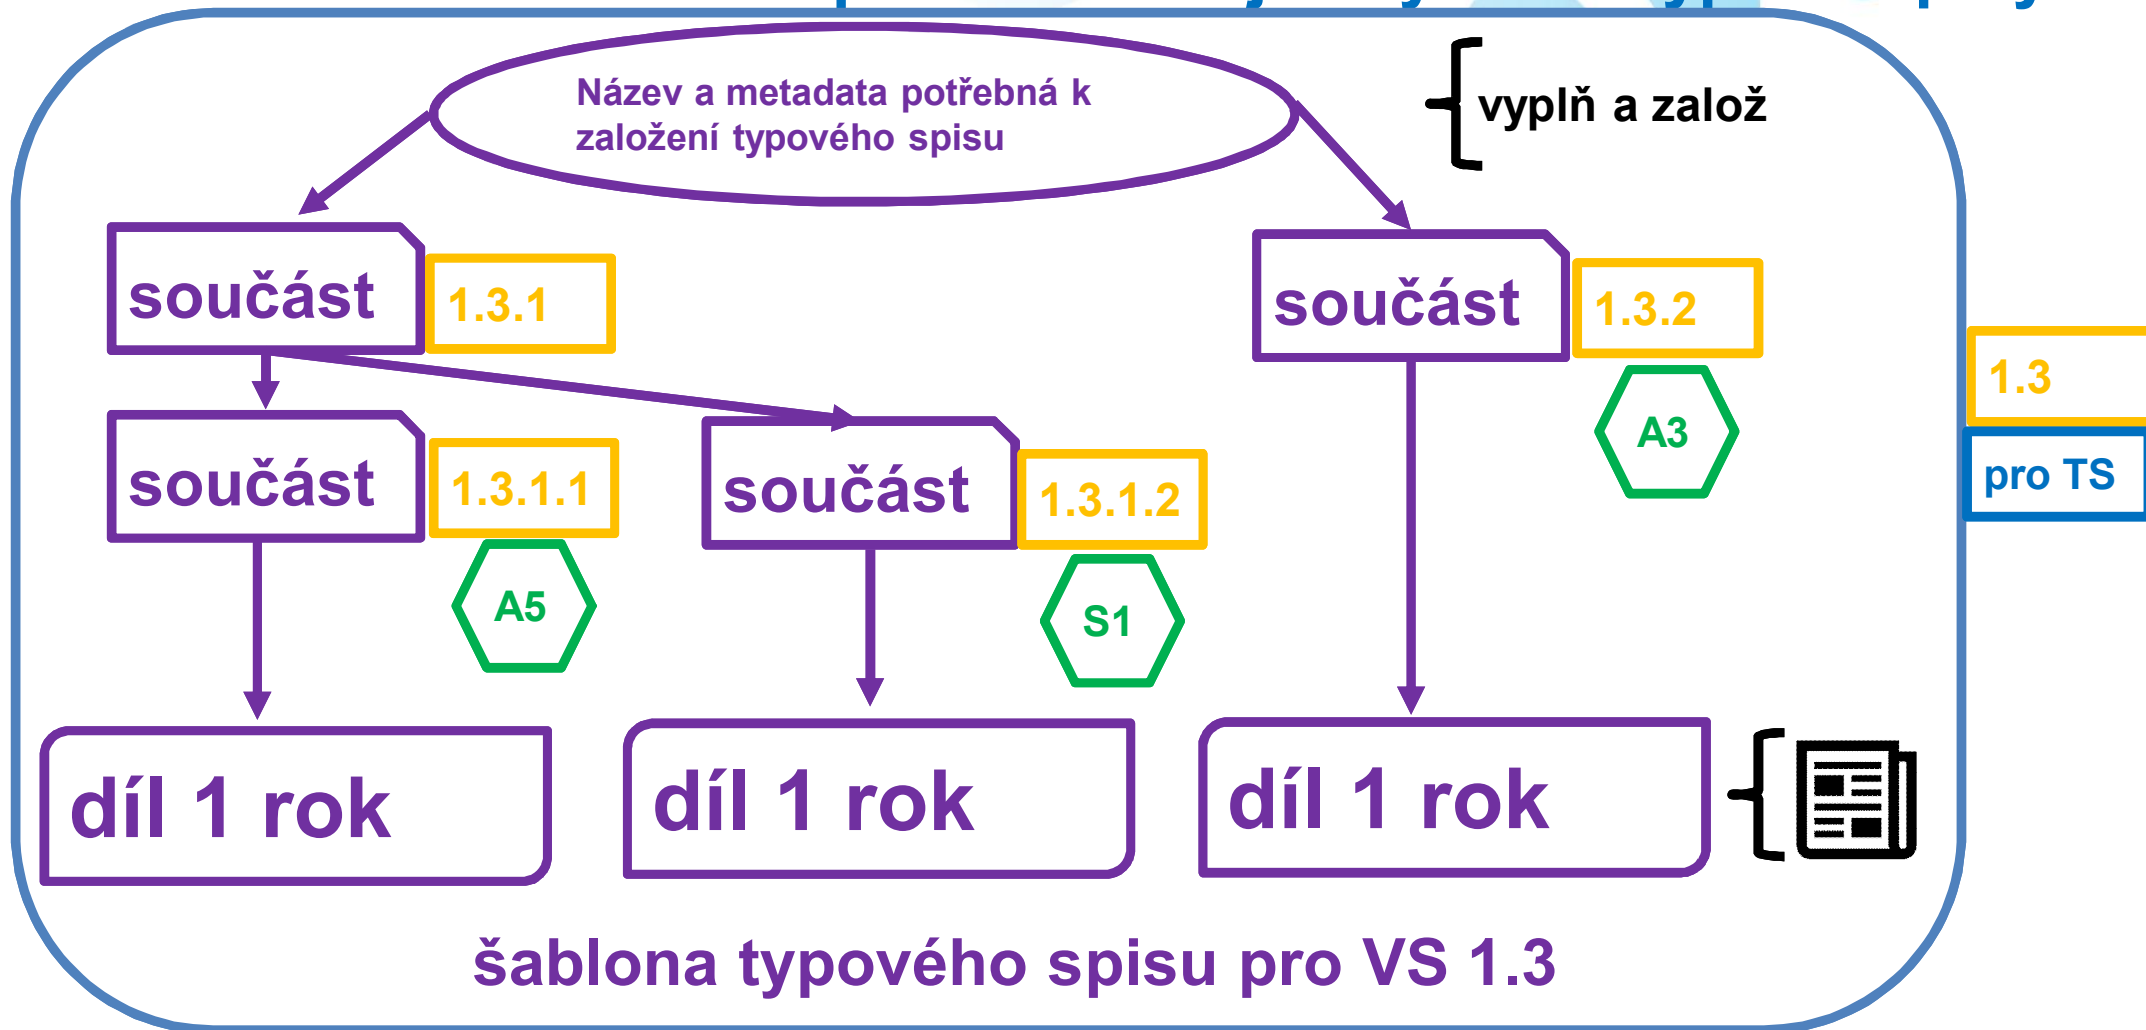 Název a metadata potřebná k
založení typového spisu
vyplň a založ
součást
1.3.1
součást
1.3.2
1.3
A3
pro TS
součást
1.3.1.1
součást
1.3.1.2
A5
S1
díl 1 rok
díl 1 rok
díl 1 rok
šablona typového spisu pro VS 1.3